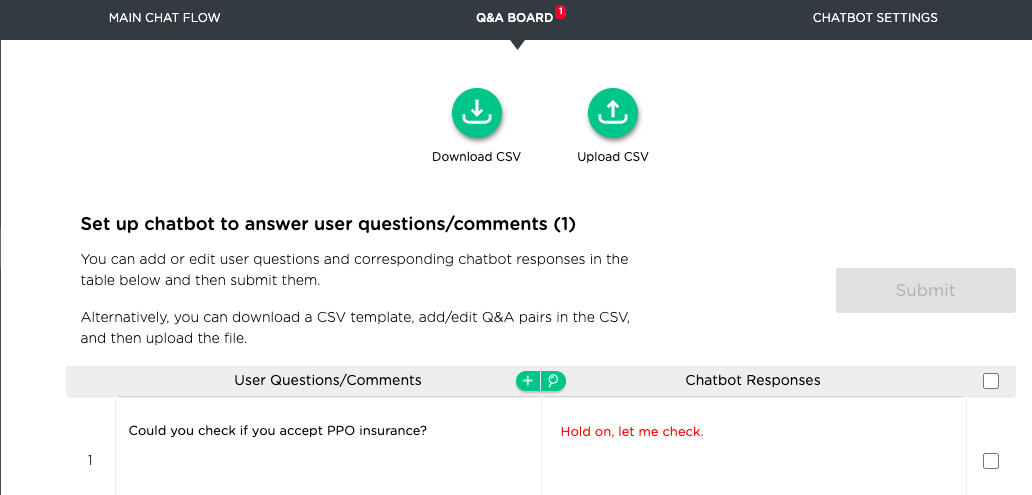 MAIN CHAT FLOW
Q&A BOARD 1
CHATBOT SETTINGS
Download CSV
Upload CSV
Set up chatbot to answer user questions/comments (1)
You can add or edit user questions and corresponding chatbot responses in the
table below and then submit them.
Submit
Alternatively, you can download a CSV template, add/edit Q&A pairs in the CSV,
and then upload the file.
User Questions/Comments
Chatbot Responses
1
Could you check if you accept PPO insurance?
Hold on, let me check.